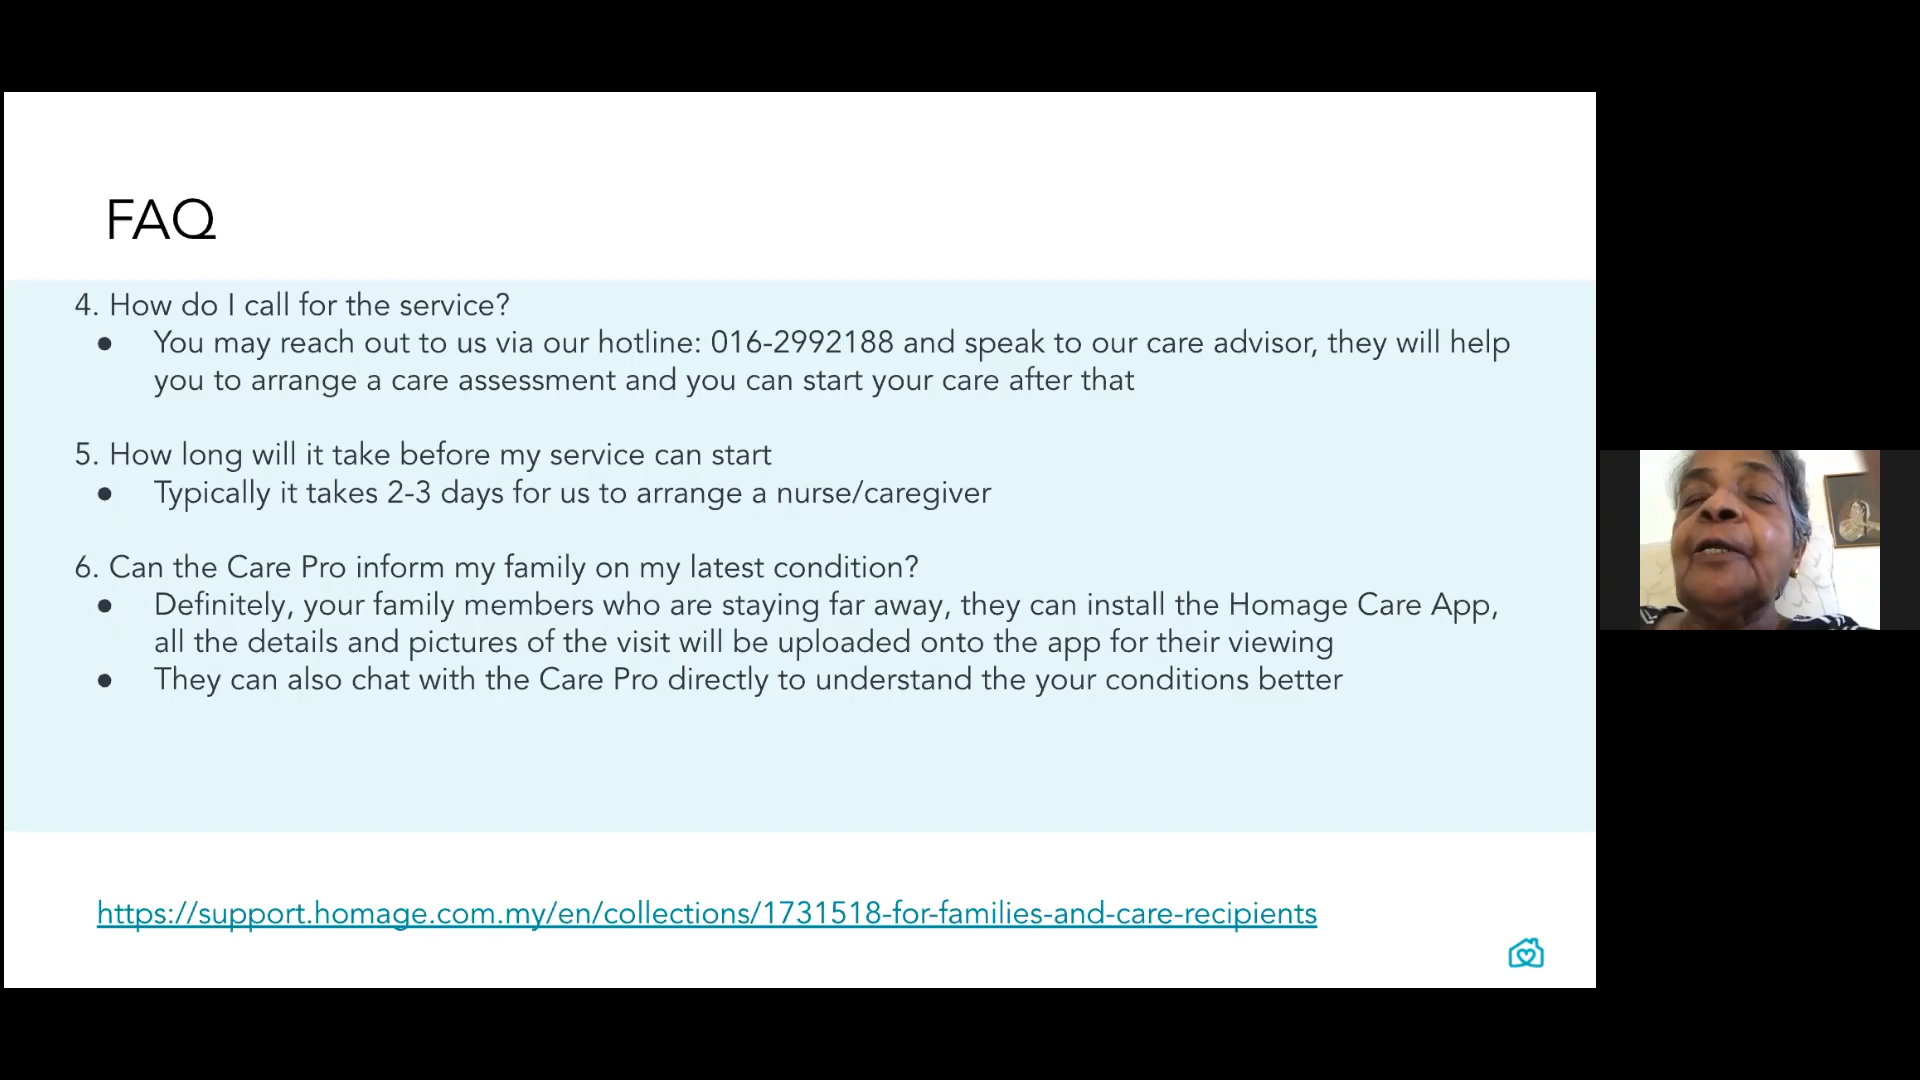 FAQ
4. How do I call for the service?
● You may reach out to us via our hotline: 016-2992188 and speak to our care advisor, they will help
you to arrange a care assessment and you can start your care after that
5. How long will it take before my service can start
● Typically it takes 2-3 days for us to arrange a nurse/caregiver
6. Can the Care Pro inform my family on my latest condition?
● Definitely, your family members who are staying far away, they can install the Homage Care App,
all the details and pictures of the visit will be uploaded onto the app for their viewing
● They can also chat with the Care Pro directly to understand the your conditions better
https://support.homage.com.my/en/collections/1731518-for-families-and-care-recipients